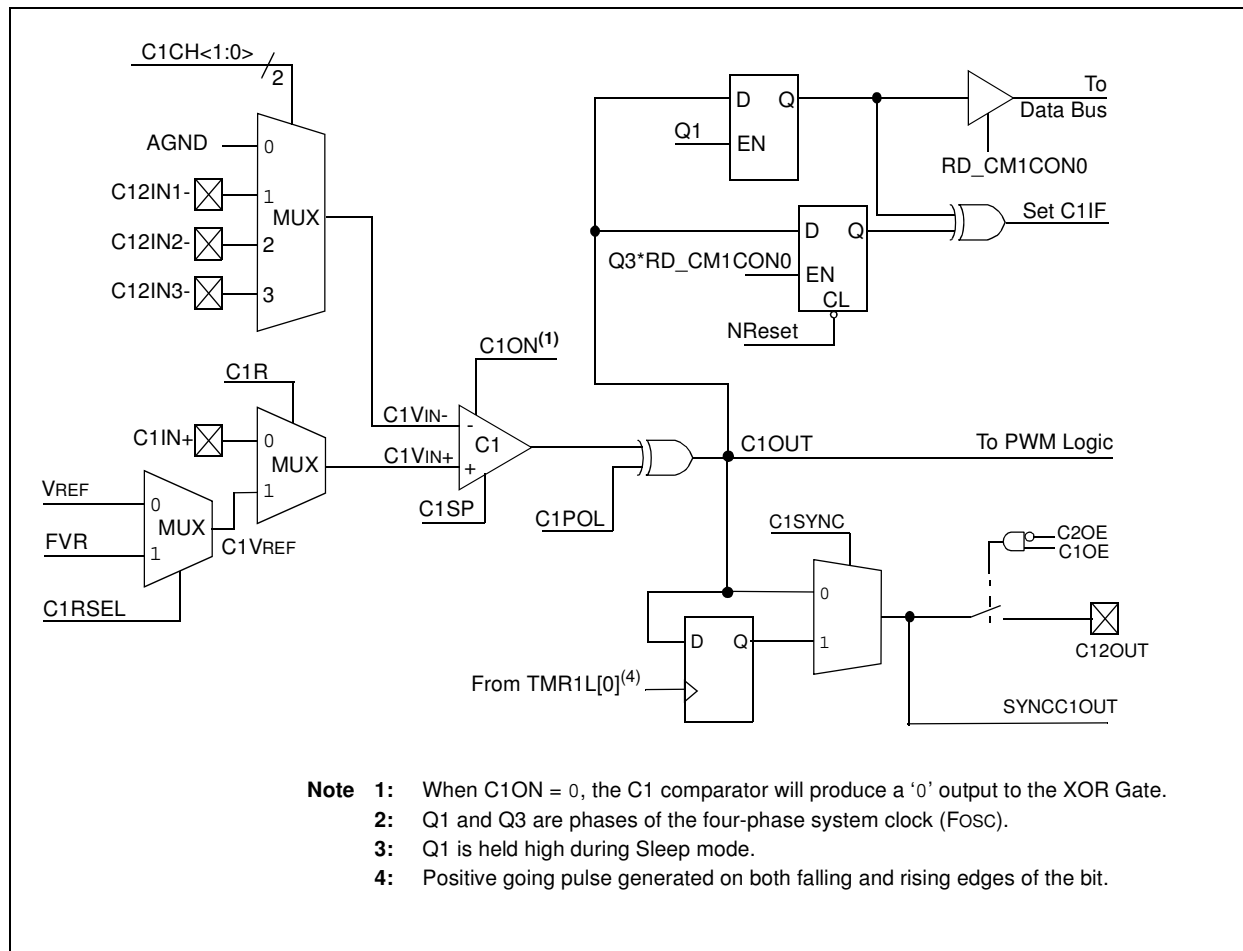 C1CH<1:0>
2
AGND
0
C12IN1-
1
MUX
C12IN2-
2
C12IN3-
3
D Q
Q1
EN
To
Data Bus
RD_CM1CON0
D Q
Set C1IF
Q3*RD_CM1CON0
EN
CL
NReset
C1ON(1)
C1R
C1IN+
0
MUX
1
VREF
0
MUX
FVR
1
C1VREF
C1RSEL
C1VIN-
-
C1
C1VIN+
+
C1SP
C1POL
C1OUT
To PWM Logic
C1SYNC
C2OE
C1OE
0
1
D Q
From TMR1L[0](4)
C12OUT
SYNCC1OUT
Note 1: When C1ON = 0, the C1 comparator will produce a ‘0’ output to the XOR Gate.
2: Q1 and Q3 are phases of the four-phase system clock (FOSC).
3: Q1 is held high during Sleep mode.
4: Positive going pulse generated on both falling and rising edges of the bit.